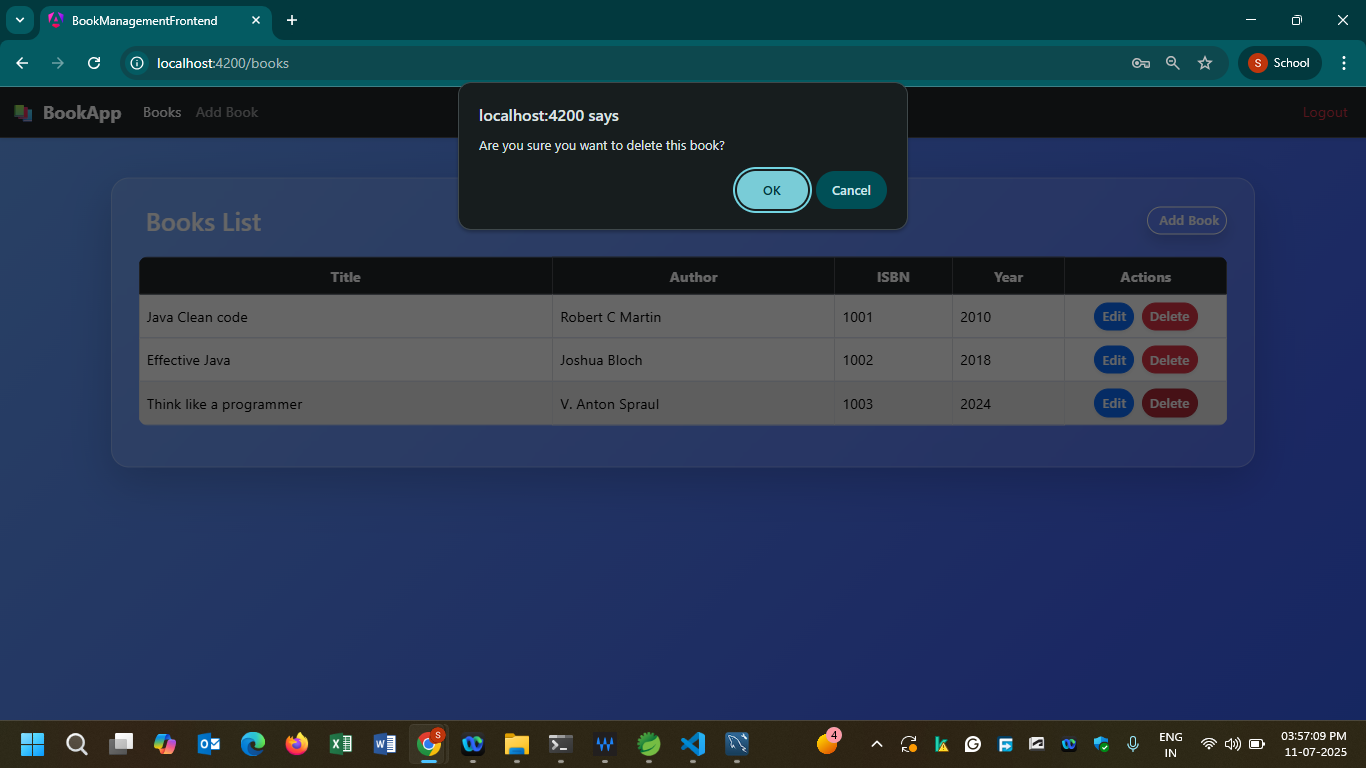 BookManagementFrontend
localhost:4200/books
S School
BookApp Books Add Book Logout
localhost:4200 says
Are you sure you want to delete this book?
OK Cancel
Books List Add Book
Title Author ISBN Year Actions
Java Clean code Robert C Martin 1001 2010 Edit Delete
Effective Java Joshua Bloch 1002 2018 Edit Delete
Think like a programmer V. Anton Spraul 1003 2024 Edit Delete
S
4
ENG
IN
03:57:09 PM
11-07-2025